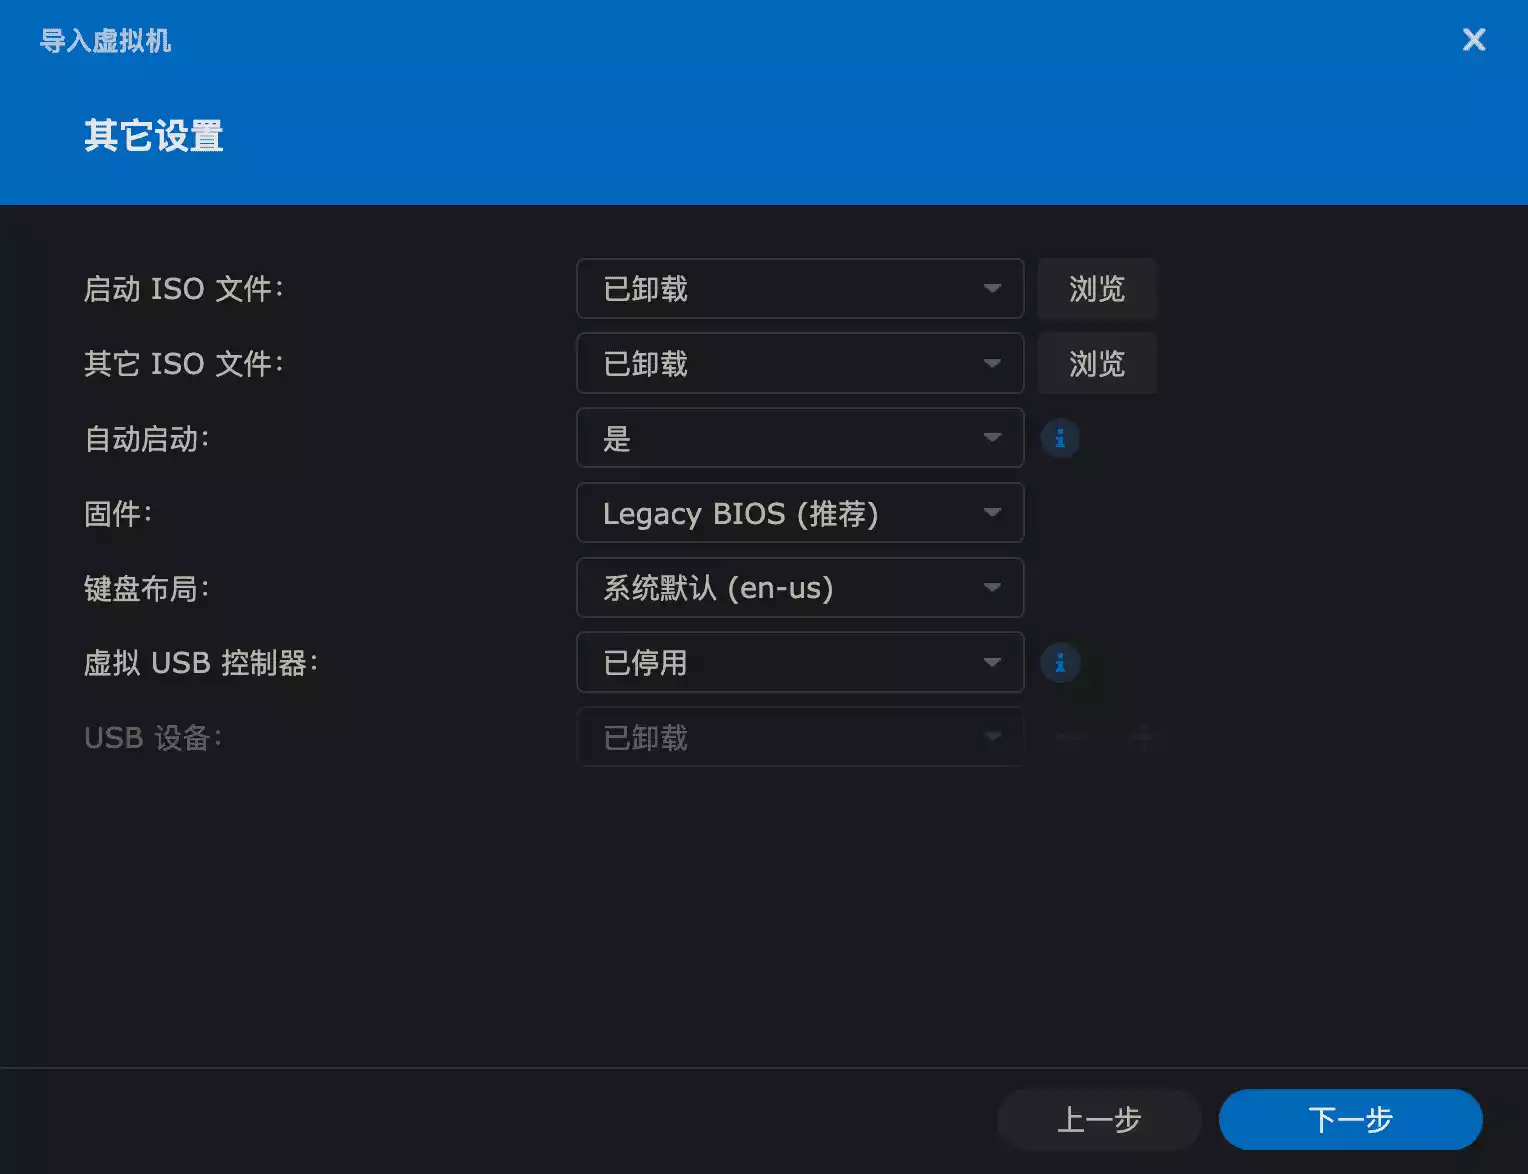 导入虚拟机
其它设置
启动 ISO 文件: 已卸载 浏览
其它 ISO 文件: 已卸载 浏览
自动启动: 是
固件: Legacy BIOS (推荐)
键盘布局: 系统默认 (en-us)
虚拟 USB 控制器: 已停用
USB 设备: 已卸载
上一步 下一步